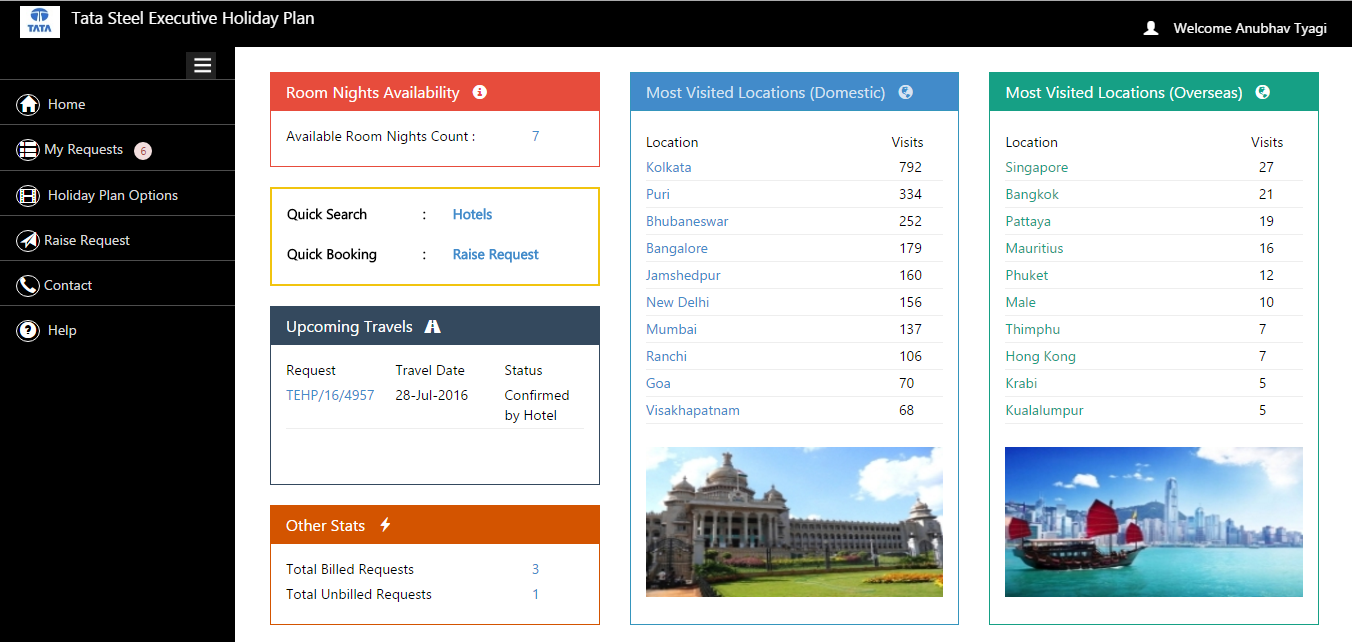 TATA
Tata Steel Executive Holiday Plan
Welcome Anubhav Tyagi
Home
My Requests 6
Holiday Plan Options
Raise Request
Contact
Help
Room Nights Availability
Available Room Nights Count : 7
Quick Search : Hotels
Quick Booking : Raise Request
Upcoming Travels
Request Travel Date Status
TEHP/16/4957 28-Jul-2016 Confirmed
by Hotel
Other Stats
Total Billed Requests 3
Total Unbilled Requests 1
Most Visited Locations (Domestic)
Location Visits
Kolkata 792
Puri 334
Bhubaneswar 252
Bangalore 179
Jamshedpur 160
New Delhi 156
Mumbai 137
Ranchi 106
Goa 70
Visakhapatnam 68
Most Visited Locations (Overseas)
Location Visits
Singapore 27
Bangkok 21
Pattaya 19
Mauritius 16
Phuket 12
Male 10
Thimphu 7
Hong Kong 7
Krabi 5
Kualalumpur 5